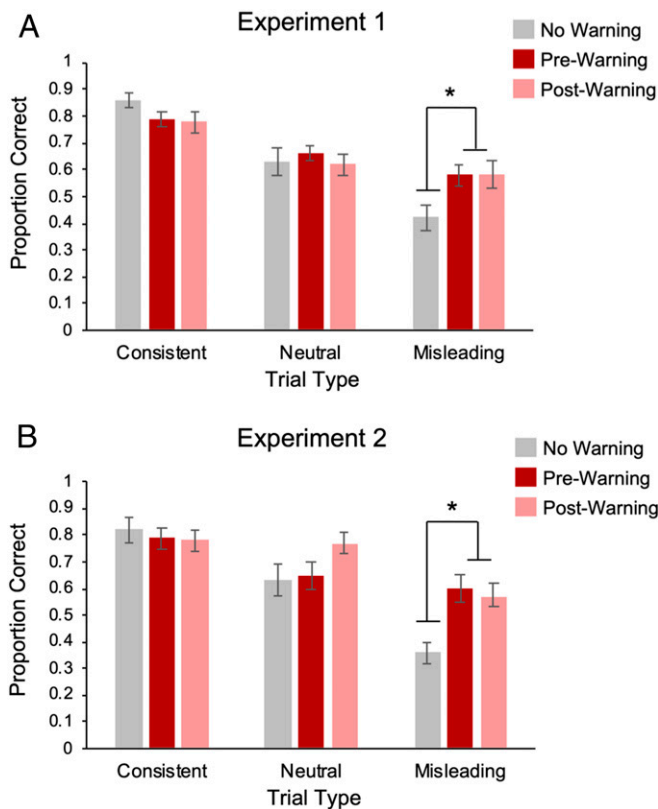 A
Experiment 1
No Warning
Pre-Warning
Post-Warning
Proportion Correct
1
0.9
0.8
0.7
0.6
0.5
0.4
0.3
0.2
0.1
0
*
Consistent
Neutral
Misleading
Trial Type
B
Experiment 2
No Warning
Pre-Warning
Post-Warning
Proportion Correct
1
0.9
0.8
0.7
0.6
0.5
0.4
0.3
0.2
0.1
0
*
Consistent
Neutral
Misleading
Trial Type